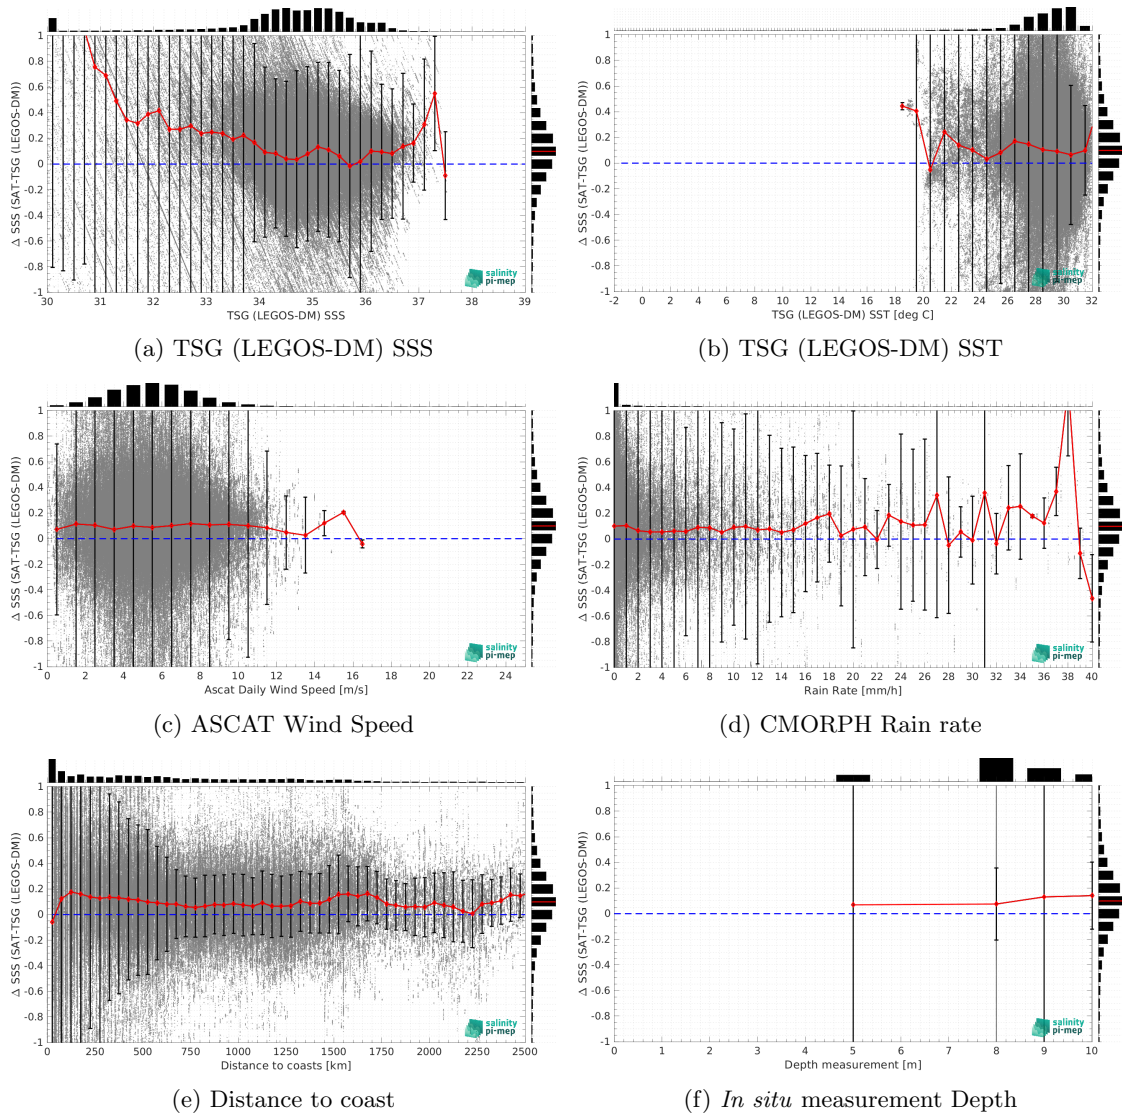 Δ SSS (SAT-TSG (LEGOS-DM))
1
0.8
0.6
0.4
0.2
0
-0.2
-0.4
-0.6
-0.8
-1
salinity
pi-mep
30 31 32 33 34 35 36 37 38 39
TSG (LEGOS-DM) SSS
(a) TSG (LEGOS-DM) SSS
Δ SSS (SAT-TSG (LEGOS-DM))
1
0.8
0.6
0.4
0.2
0
-0.2
-0.4
-0.6
-0.8
-1
salinity
pi-mep
-2 0 2 4 6 8 10 12 14 16 18 20 22 24 26 28 30 32
TSG (LEGOS-DM) SST [deg C]
(b) TSG (LEGOS-DM) SST
Δ SSS (SAT-TSG (LEGOS-DM))
1
0.8
0.6
0.4
0.2
0
-0.2
-0.4
-0.6
-0.8
-1
salinity
pi-mep
0 2 4 6 8 10 12 14 16 18 20 22 24
Ascat Daily Wind Speed [m/s]
(c) ASCAT Wind Speed
Δ SSS (SAT-TSG (LEGOS-DM))
1
0.8
0.6
0.4
0.2
0
-0.2
-0.4
-0.6
-0.8
-1
salinity
pi-mep
0 2 4 6 8 10 12 14 16 18 20 22 24 26 28 30 32 34 36 38 40
Rain Rate [mm/h]
(d) CMORPH Rain rate
Δ SSS (SAT-TSG (LEGOS-DM))
1
0.8
0.6
0.4
0.2
0
-0.2
-0.4
-0.6
-0.8
-1
salinity
pi-mep
0 250 500 750 1000 1250 1500 1750 2000 2250 2500
Distance to coasts [km]
(e) Distance to coast
Δ SSS (SAT-TSG (LEGOS-DM))
1
0.8
0.6
0.4
0.2
0
-0.2
-0.4
-0.6
-0.8
-1
salinity
pi-mep
0 1 2 3 4 5 6 7 8 9 10
Depth measurement [m]
(f) In situ measurement Depth